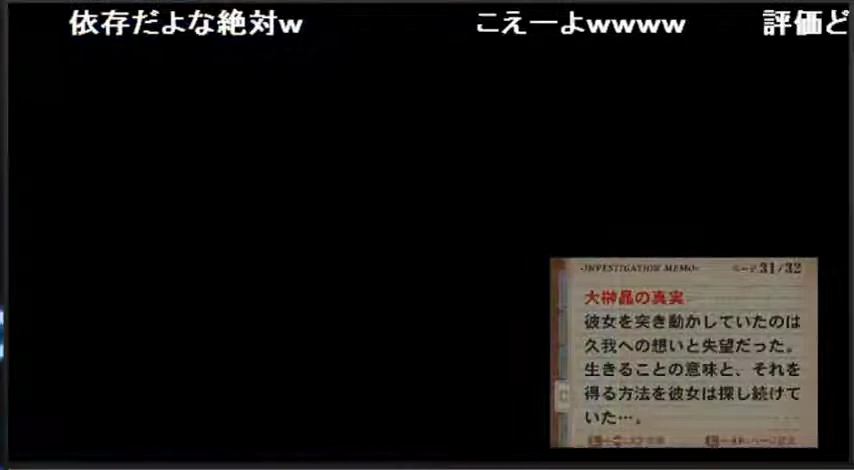 依存だよな絶対w
こえーよwwww
評価ど
-INVESTIGATION MEMO-
ページ 31/32
大榊晶の真実
彼女を突き動かしていたのは
久我への想いと失望だった。
生きることの意味と、それを
得る方法を彼女は探し続けて
いた…。